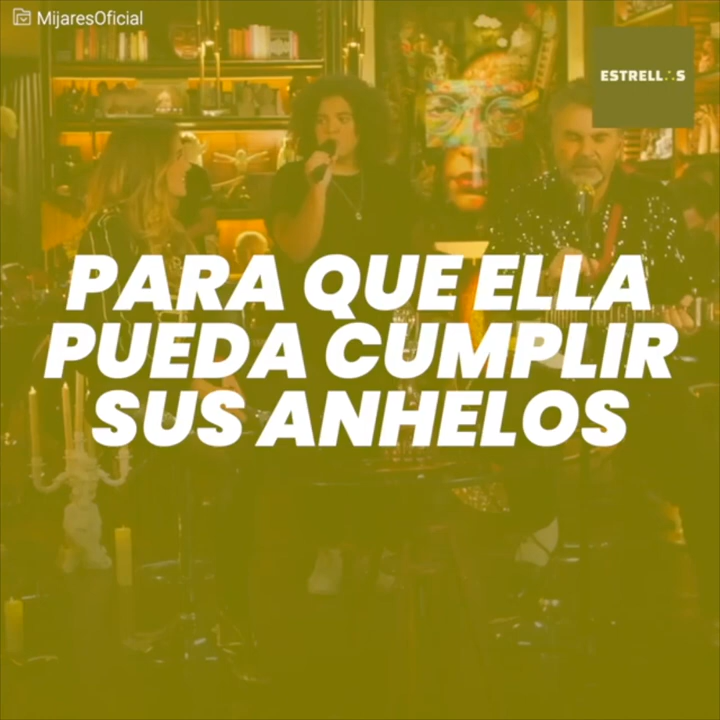 MijaresOficial
ESTRELL∴S
PARA QUE ELLA
PUEDA CUMPLIR
SUS ANHELOS